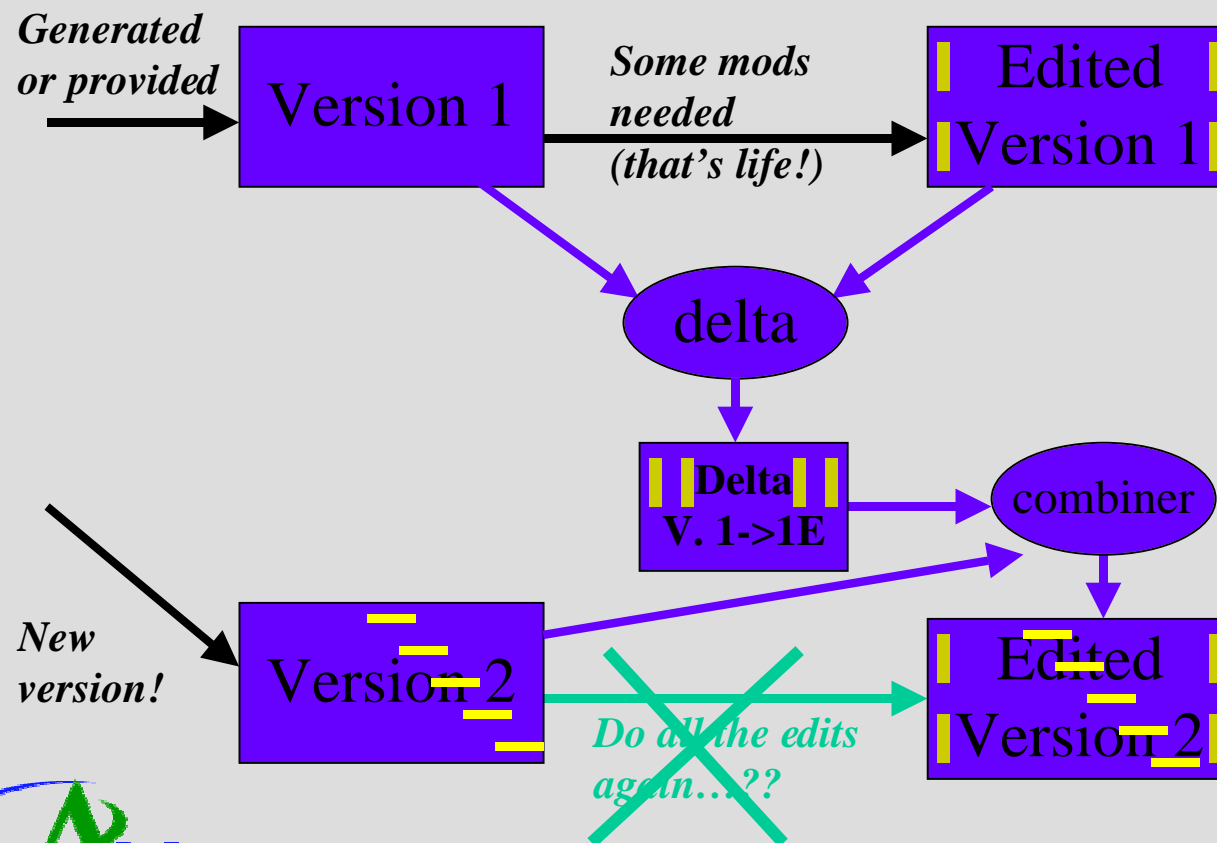 Generated
or provided
Version 1
Some mods
needed
(that's life!)
Edited
Version 1
delta
Delta
V. 1->1E
combiner
New
version!
Version 2
Do all the edits
again…??
Edited
Version 2